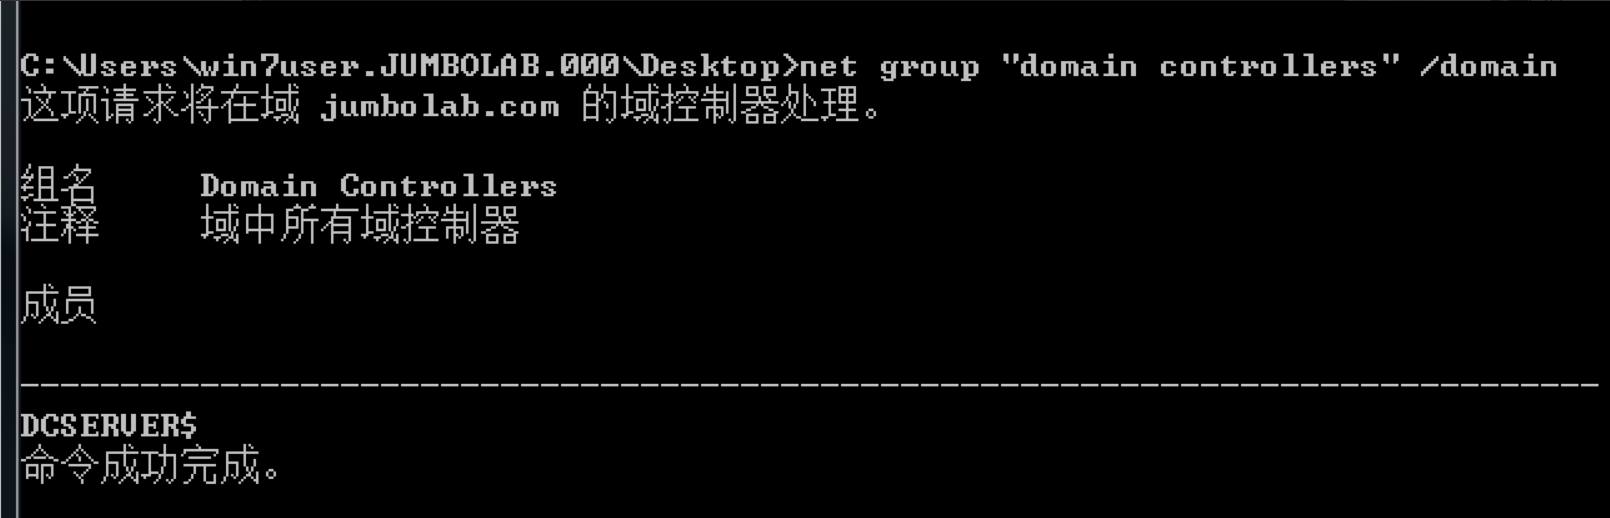 C:\Users\win7user.JUMBOLAB.000\Desktop>net group "domain controllers" /domain
这项请求将在域 jumbolab.com 的域控制器处理。
组名     Domain Controllers
注释     域中所有域控制器
成员
-------------------------------------------------------------------------------
DCSERVER$
命令成功完成。